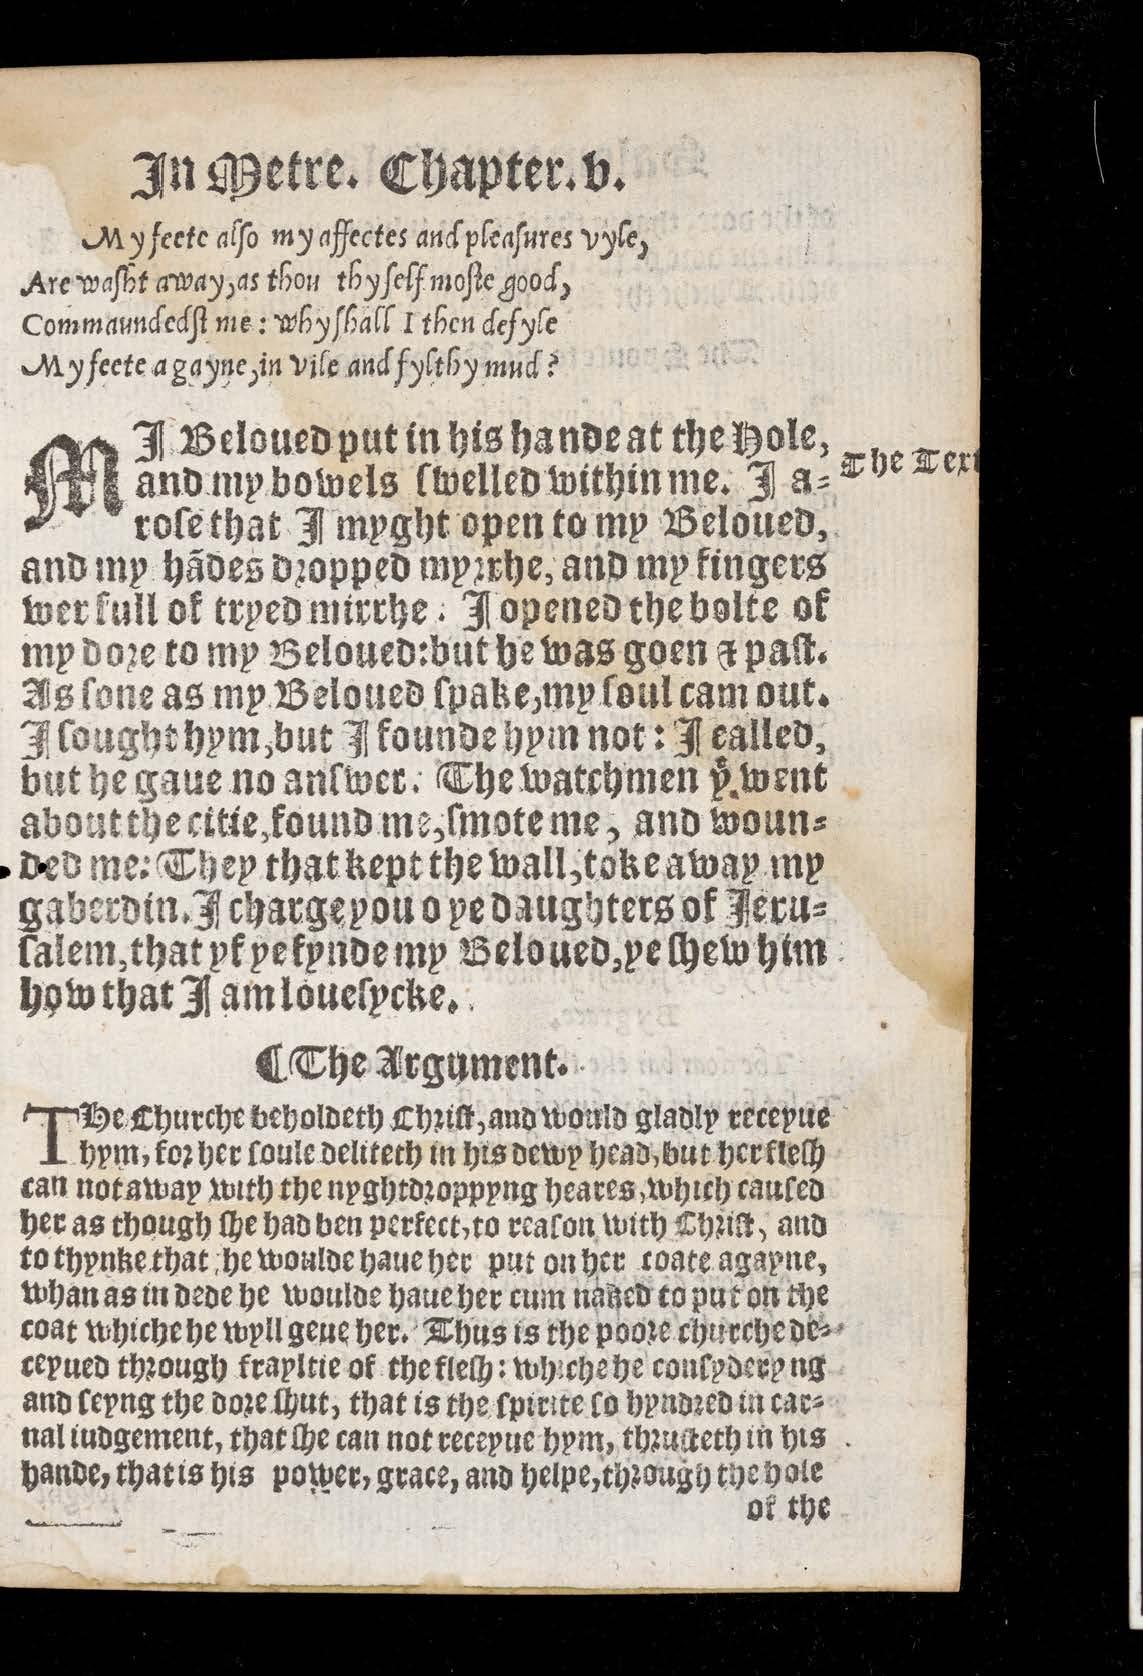 In Metre. Chapter. v.
My feete also my affectes and pleasures vyle,
Are washt away, as thou thy self moste good,
Commaundedst me: why shall I then defyle
My feete agayne, in vile and fylthy mud?
MI Beloued put in his hande at the Hole,
The Text
and my bowels swelled within me. I a-
rose that I myght open to my Beloued,
and my hãdes dropped myrrhe, and my fingers
wer full of tryed mirrhe. I opened the bolte of
my dore to my Beloued: but he was goen & past.
As sone as my Beloued spake, my soul cam out.
I sought hym, but I founde hym not: I called,
but he gaue no answer. The watchmen yͭ went
about the citie, found me, smote me, and woun-
ded me: They that kept the wall, toke away my
gaberdin. I charge you o ye daughters of Ieru-
salem, that yf ye fynde my Beloued, ye shew him
how that I am louesycke.
¶ The Argument.
THe Churche beholdeth Christ, and would gladly receyue
hym, for her soule deliteth in his dewy head, but her flesh
can not away with the nyghtdroppyng heares, which caused
her as though she had ben perfect, to reason with Christ, and
to thynke that he woulde haue her put on her coate agayne,
whan as in dede he woulde haue her cum naked to put on the
coat whiche he wyll geue her. Thus is the poore churche de-
ceyued through frayltie of the flesh: whiche he consyderyng
and seyng the dore shut, that is the spirite so hyndred in car-
nal iudgement, that she can not receyue hym, thrusteth in his
hande, that is his power, grace, and helpe, through the hole
of the